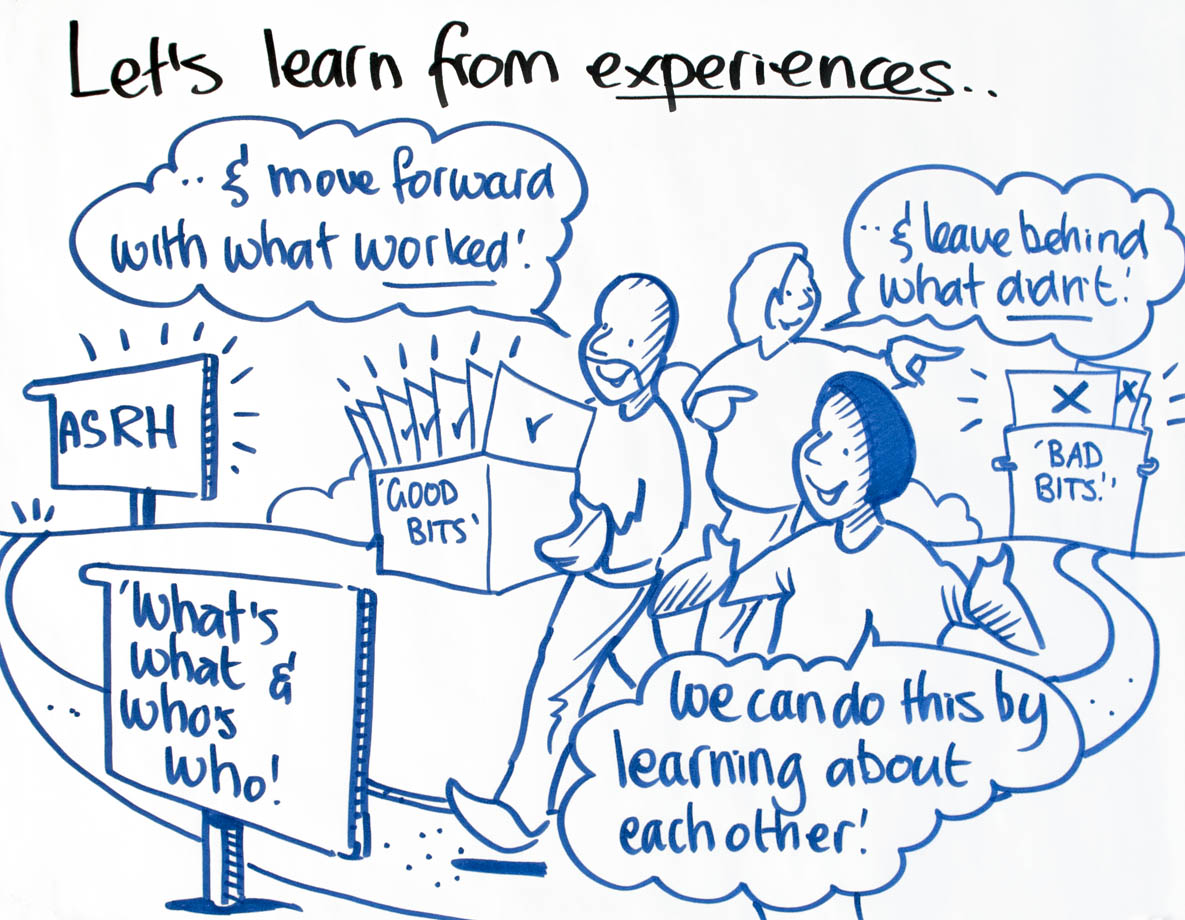 Let's learn from experiences..
..& move forward
with what worked!
..& leave behind
what didn't!
ASRH
'GOOD
BITS'
'BAD
BITS!'
'What's
what &
who's
who!
We can do this by
learning about
each other!